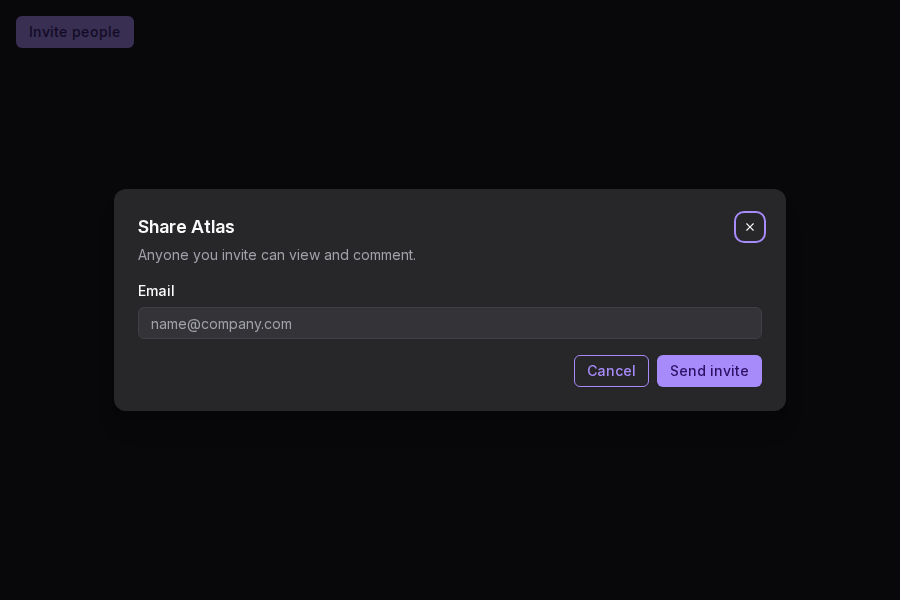 Invite people
Share Atlas
Anyone you invite can view and comment.
Email
name@company.com
Cancel
Send invite